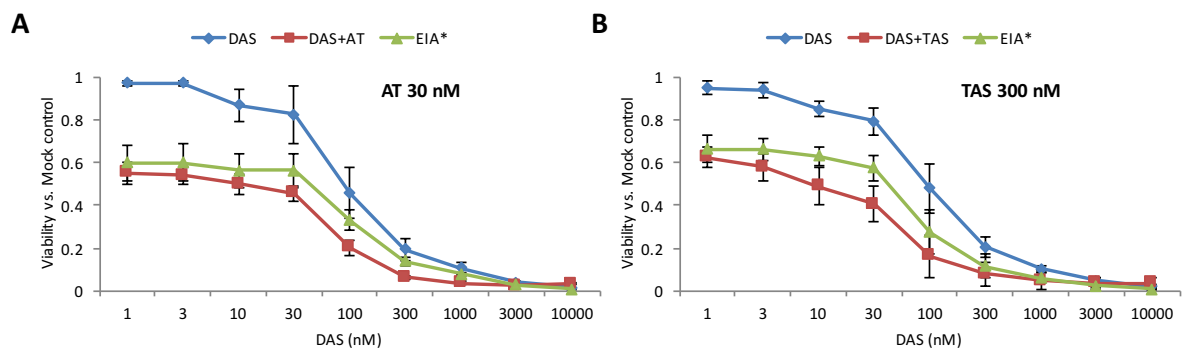 A
DAS DAS+AT EIA*
AT 30 nM
Viability vs. Mock control
1
0.8
0.6
0.4
0.2
0
1 3 10 30 100 300 1000 3000 10000
DAS (nM)
B
DAS DAS+TAS EIA*
TAS 300 nM
Viability vs. Mock control
1
0.8
0.6
0.4
0.2
0
1 3 10 30 100 300 1000 3000 10000
DAS (nM)